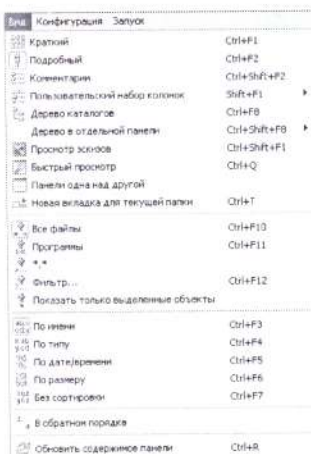 Вид Конфигурация Запуск
Краткий Ctrl+F1
Подробный Ctrl+F2
Комментарии Ctrl+Shift+F2
Пользовательский набор колонок Shift+F1
Дерево каталогов Ctrl+F8
Дерево в отдельной панели Ctrl+Shift+F8
Просмотр эскизов Ctrl+Shift+F1
Быстрый просмотр Ctrl+Q
Панели одна над другой
Новая вкладка для текущей папки Ctrl+T
Все файлы Ctrl+F10
Программы Ctrl+F11
*.*
Фильтр... Ctrl+F12
Показать только выделенные объекты
По имени Ctrl+F3
По типу Ctrl+F4
По дате/времени Ctrl+F5
По размеру Ctrl+F6
Без сортировки Ctrl+F7
В обратном порядке
Обновить содержимое панели Ctrl+R